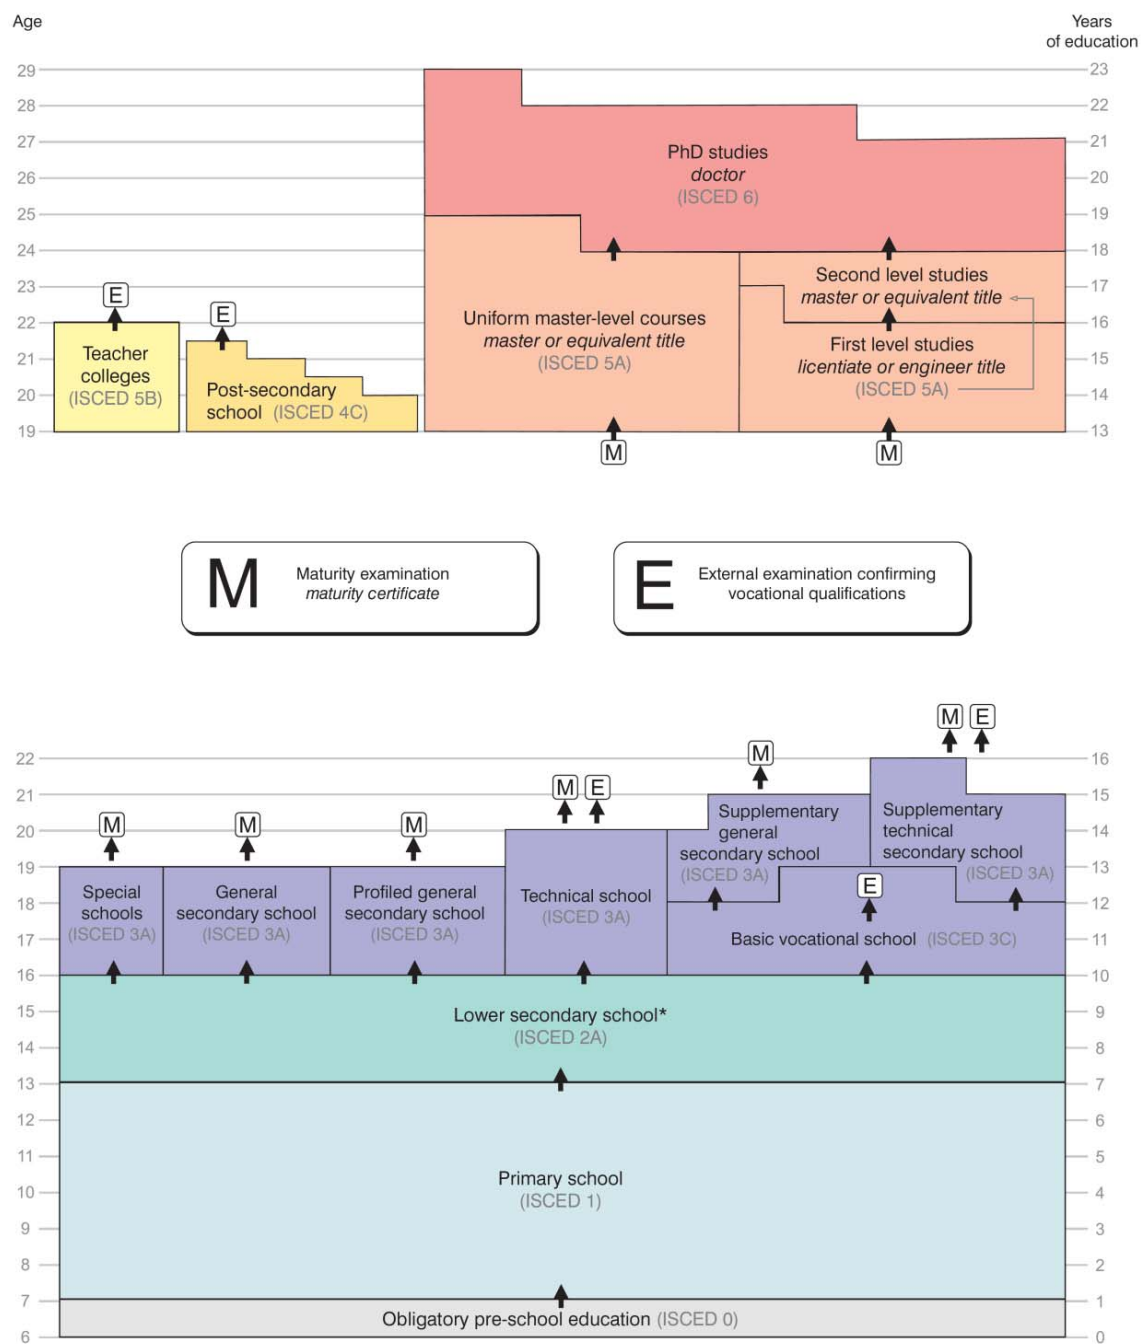 Age
Years
of education
29
23
28
22
27
21
PhD studies
doctor
(ISCED 6)
26
20
25
19
24
18
Second level studies
master or equivalent title
23
17
E
E
Uniform master-level courses
master or equivalent title
(ISCED 5A)
22
16
Teacher
colleges
(ISCED 5B)
First level studies
licentiate or engineer title
(ISCED 5A)
21
15
Post-secondary
school (ISCED 4C)
20
14
19
13
M
M
M
Maturity examination
maturity certificate
E
External examination confirming
vocational qualifications
M
E
22
M
16
21
M
E
15
Supplementary
general
secondary school
(ISCED 3A)
Supplementary
technical
secondary school
(ISCED 3A)
20
M
M
M
14
19
13
Special
schools
(ISCED 3A)
General
secondary school
(ISCED 3A)
Profiled general
secondary school
(ISCED 3A)
Technical school
(ISCED 3A)
E
18
12
17
Basic vocational school (ISCED 3C)
11
16
10
15
Lower secondary school*
(ISCED 2A)
9
14
8
13
7
12
6
11
5
Primary school
(ISCED 1)
10
4
9
3
8
2
7
1
Obligatory pre-school education (ISCED 0)
6
0